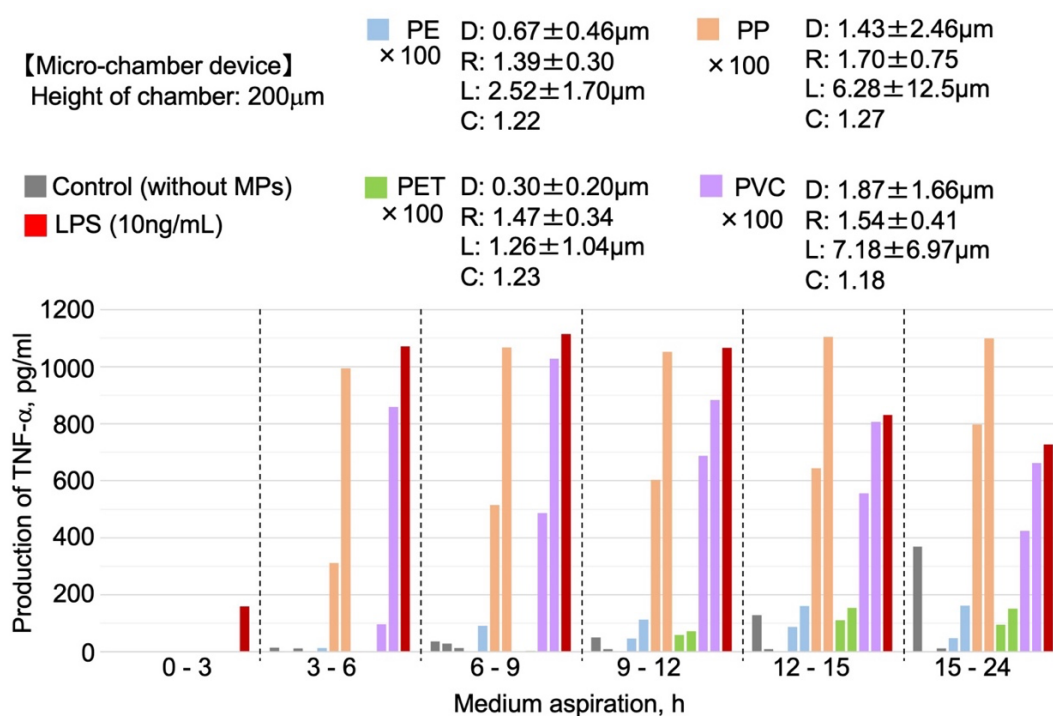 【Micro-chamber device】
Height of chamber: 200μm
Control (without MPs)
LPS (10ng/mL)
PE
×100
D: 0.67±0.46μm
R: 1.39±0.30
L: 2.52±1.70μm
C: 1.22
PP
×100
D: 1.43±2.46μm
R: 1.70±0.75
L: 6.28±12.5μm
C: 1.27
PET
×100
D: 0.30±0.20μm
R: 1.47±0.34
L: 1.26±1.04μm
C: 1.23
PVC
×100
D: 1.87±1.66μm
R: 1.54±0.41
L: 7.18±6.97μm
C: 1.18
Production of TNF-α, pg/ml
1200
1000
800
600
400
200
0
0 - 3
3 - 6
6 - 9
9 - 12
12 - 15
15 - 24
Medium aspiration, h